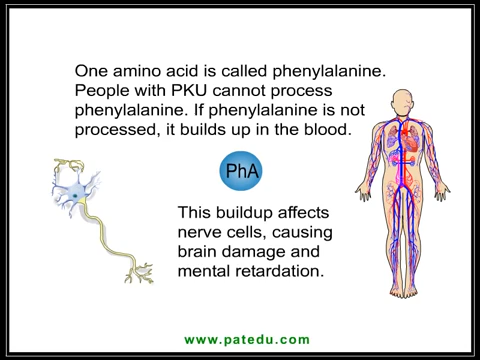 One amino acid is called phenylalanine.
People with PKU cannot process
phenylalanine. If phenylalanine is not
processed, it builds up in the blood.
PhA
This buildup affects
nerve cells, causing
brain damage and
mental retardation.
www.patedu.com